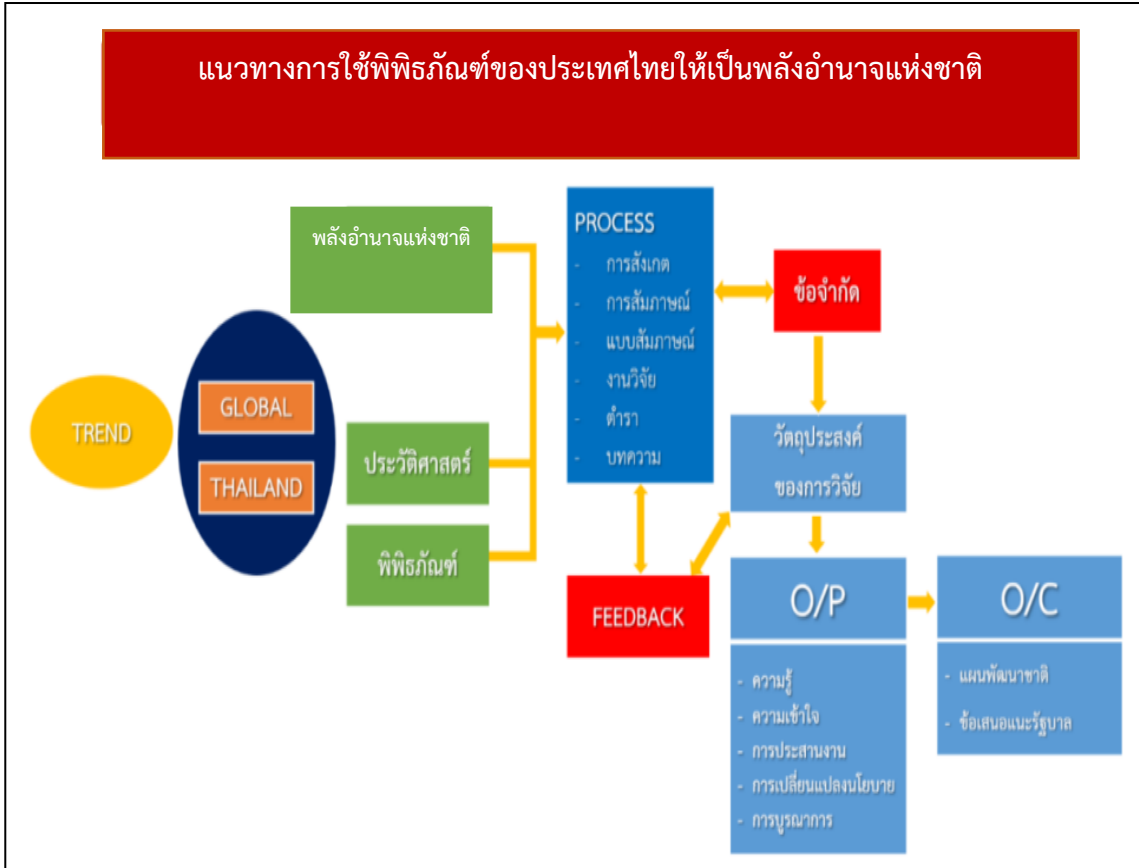 แนวทางการใช้พิพิธภัณฑ์ของประเทศไทยให้เป็นพลังอำนาจแห่งชาติ
TREND
GLOBAL
THAILAND
พลังอำนาจแห่งชาติ
ประวัติศาสตร์
พิพิธภัณฑ์
PROCESS
- การสังเกต
- การสัมภาษณ์
- แบบสัมภาษณ์
- งานวิจัย
- ตำรา
- บทความ
ข้อจำกัด
วัตถุประสงค์
ของการวิจัย
FEEDBACK
O/P
- ความรู้
- ความเข้าใจ
- การประสานงาน
- การเปลี่ยนแปลงนโยบาย
- การบูรณาการ
O/C
- แผนพัฒนาชาติ
- ข้อเสนอแนะรัฐบาล